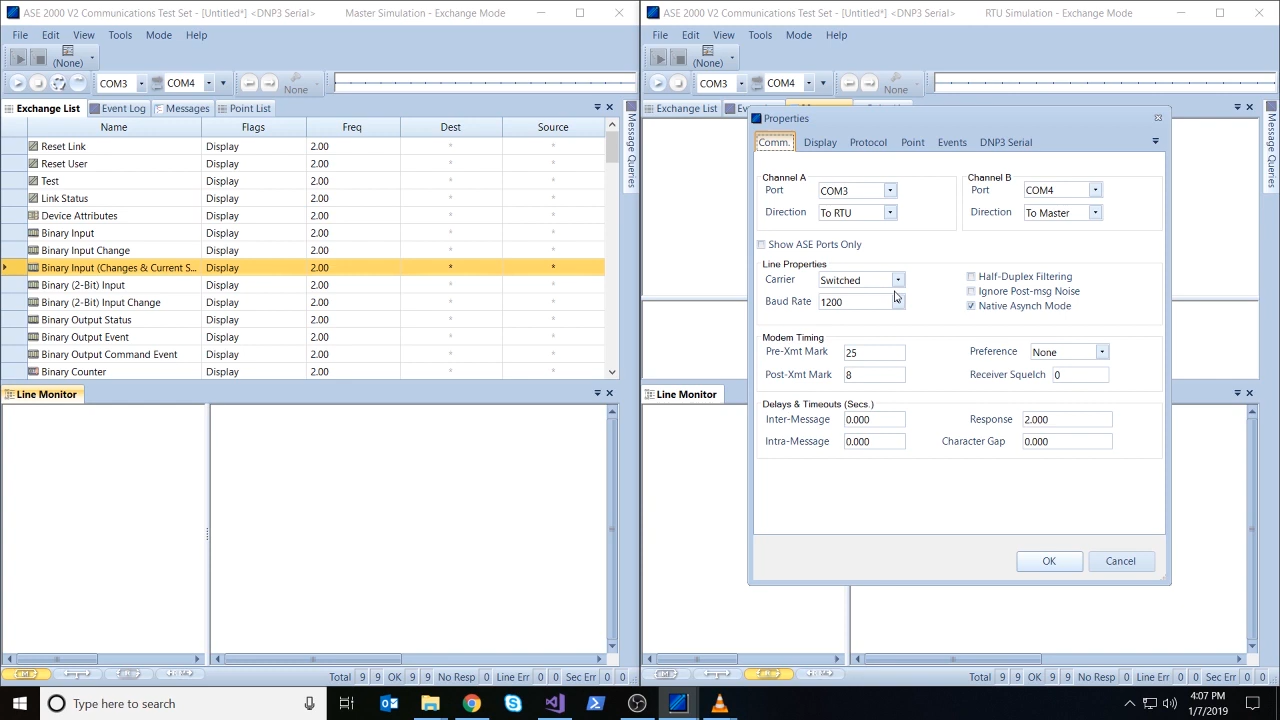 ASE 2000 V2 Communications Test Set - [Untitled*] <DNP3 Serial> Master Simulation - Exchange Mode
File Edit View Tools Mode Help
(None)
COM3 COM4 None
Exchange List Event Log Messages Point List
Name Flags Freq Dest Source
Reset Link Display 2.00 * *
Reset User Display 2.00 * *
Test Display 2.00 * *
Link Status Display 2.00 * *
Device Attributes Display 2.00 * *
Binary Input Display 2.00 * *
Binary Input Change Display 2.00 * *
Binary Input (Changes & Current S... Display 2.00 * *
Binary (2-Bit) Input Display 2.00 * *
Binary (2-Bit) Input Change Display 2.00 * *
Binary Output Status Display 2.00 * *
Binary Output Event Display 2.00 * *
Binary Output Command Event Display 2.00 * *
Binary Counter Display 2.00 * *
Message Queries
Line Monitor
Total 9 9 OK 9 9 No Resp 0 Line Err 0 0 Sec Err 0 0
ASE 2000 V2 Communications Test Set - [Untitled*] <DNP3 Serial> RTU Simulation - Exchange Mode
File Edit View Tools Mode Help
(None)
COM3 COM4 None
Exchange List
Message Queries
Properties
Comm. Display Protocol Point Events DNP3 Serial
Channel A Channel B
Port COM3 Port COM4
Direction To RTU Direction To Master
Show ASE Ports Only
Line Properties
Carrier Switched Half-Duplex Filtering
Ignore Post-msg Noise
Baud Rate 1200 Native Asynch Mode
Modem Timing
Pre-Xmt Mark 25 Preference None
Post-Xmt Mark 8 Receiver Squelch 0
Delays & Timeouts (Secs.)
Inter-Message 0.000 Response 2.000
Intra-Message 0.000 Character Gap 0.000
OK Cancel
Line Monitor
Total 9 9 OK 9 9 No Resp 0 Line Err 0 0 Sec Err 0 0
Type here to search
4:07 PM
1/7/2019